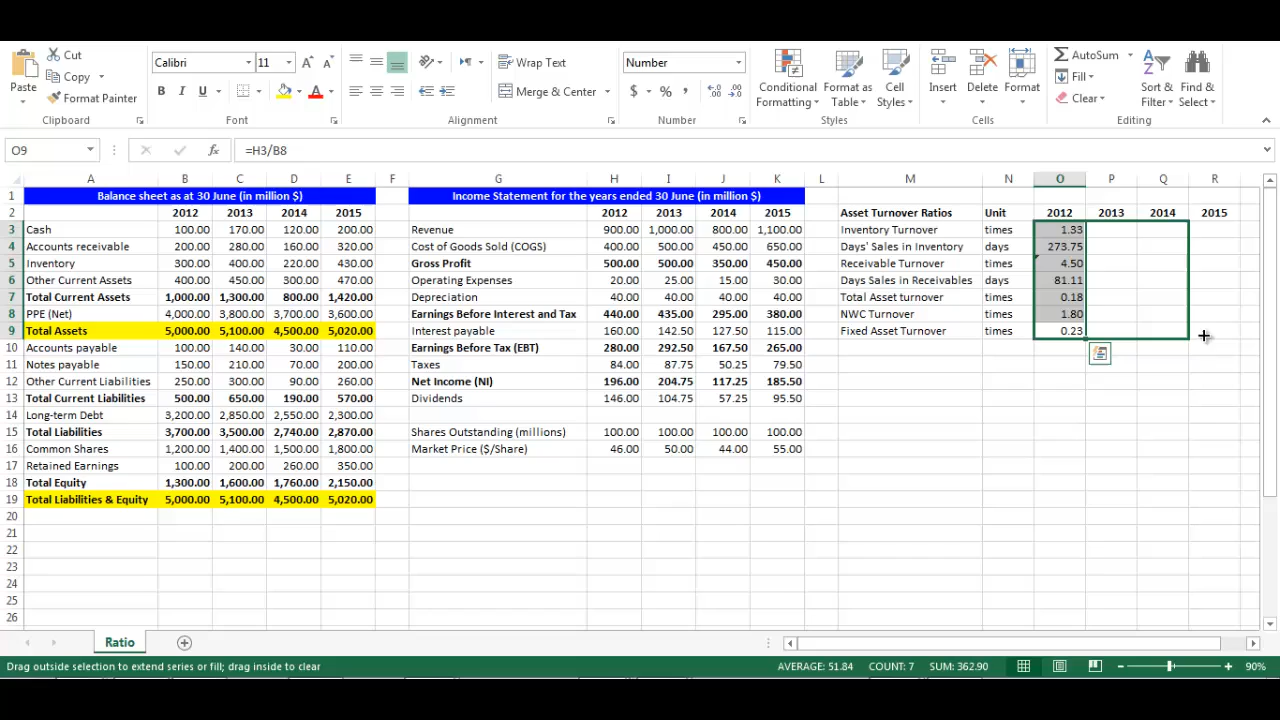 Cut
Copy
Format Painter
Paste
Clipboard
Calibri 11
B I U
Font
Wrap Text
Merge & Center
Alignment
Number
$ % ,
Number
Conditional Formatting
Format as Table
Cell Styles
Styles
Insert
Delete
Format
Cells
AutoSum
Fill
Clear
Sort & Filter
Find & Select
Editing
O9 fx =H3/B8
A B C D E F G H I J K L M N O P Q R
1 Balance sheet as at 30 June (in million $) Income Statement for the years ended 30 June (in million $)
2 2012 2013 2014 2015 2012 2013 2014 2015 Asset Turnover Ratios Unit 2012 2013 2014 2015
3 Cash 100.00 170.00 120.00 200.00 Revenue 900.00 1,000.00 800.00 1,100.00 Inventory Turnover times 1.33
4 Accounts receivable 200.00 280.00 160.00 320.00 Cost of Goods Sold (COGS) 400.00 500.00 450.00 650.00 Days' Sales in Inventory days 273.75
5 Inventory 300.00 400.00 220.00 430.00 Gross Profit 500.00 500.00 350.00 450.00 Receivable Turnover times 4.50
6 Other Current Assets 400.00 450.00 300.00 470.00 Operating Expenses 20.00 25.00 15.00 30.00 Days Sales in Receivables days 81.11
7 Total Current Assets 1,000.00 1,300.00 800.00 1,420.00 Depreciation 40.00 40.00 40.00 40.00 Total Asset turnover times 0.18
8 PPE (Net) 4,000.00 3,800.00 3,700.00 3,600.00 Earnings Before Interest and Tax 440.00 435.00 295.00 380.00 NWC Turnover times 1.80
9 Total Assets 5,000.00 5,100.00 4,500.00 5,020.00 Interest payable 160.00 142.50 127.50 115.00 Fixed Asset Turnover times 0.23
10 Accounts payable 100.00 140.00 30.00 110.00 Earnings Before Tax (EBT) 280.00 292.50 167.50 265.00
11 Notes payable 150.00 210.00 70.00 200.00 Taxes 84.00 87.75 50.25 79.50
12 Other Current Liabilities 250.00 300.00 90.00 260.00 Net Income (NI) 196.00 204.75 117.25 185.50
13 Total Current Liabilities 500.00 650.00 190.00 570.00 Dividends 146.00 104.75 57.25 95.50
14 Long-term Debt 3,200.00 2,850.00 2,550.00 2,300.00
15 Total Liabilities 3,700.00 3,500.00 2,740.00 2,870.00 Shares Outstanding (millions) 100.00 100.00 100.00 100.00
16 Common Shares 1,200.00 1,400.00 1,500.00 1,800.00 Market Price ($/Share) 46.00 50.00 44.00 55.00
17 Retained Earnings 100.00 200.00 260.00 350.00
18 Total Equity 1,300.00 1,600.00 1,760.00 2,150.00
19 Total Liabilities & Equity 5,000.00 5,100.00 4,500.00 5,020.00
20
21
22
23
24
25
26
Ratio
Drag outside selection to extend series or fill; drag inside to clear AVERAGE: 51.84 COUNT: 7 SUM: 362.90 90%